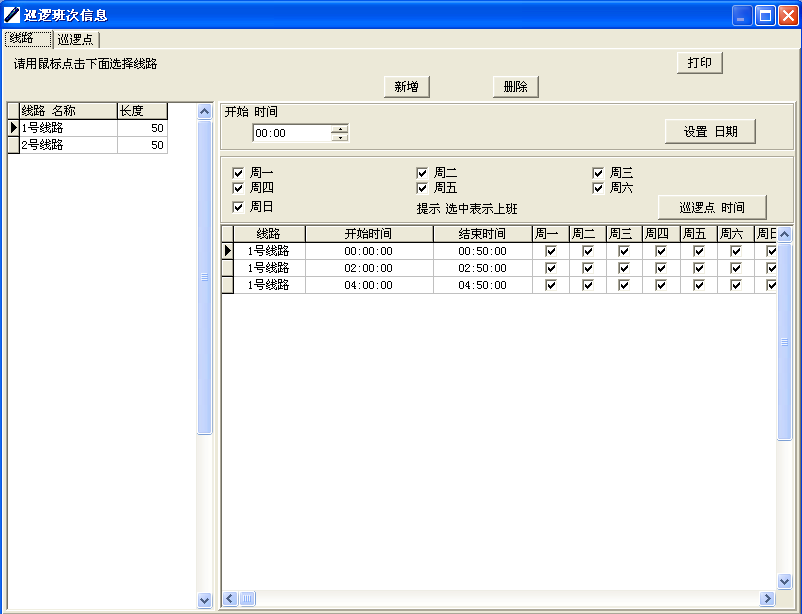 巡逻班次信息
线路 巡逻点
请用鼠标点击下面选择线路
打印
新增 删除
线路 名称 长度
1号线路 50
2号线路 50
开始 时间
00:00
设置 日期
周一 周二 周三
周四 周五 周六
周日 提示 选中表示上班
巡逻点 时间
线路 开始时间 结束时间 周一 周二 周三 周四 周五 周六 周日
1号线路 00:00:00 00:50:00
1号线路 02:00:00 02:50:00
1号线路 04:00:00 04:50:00